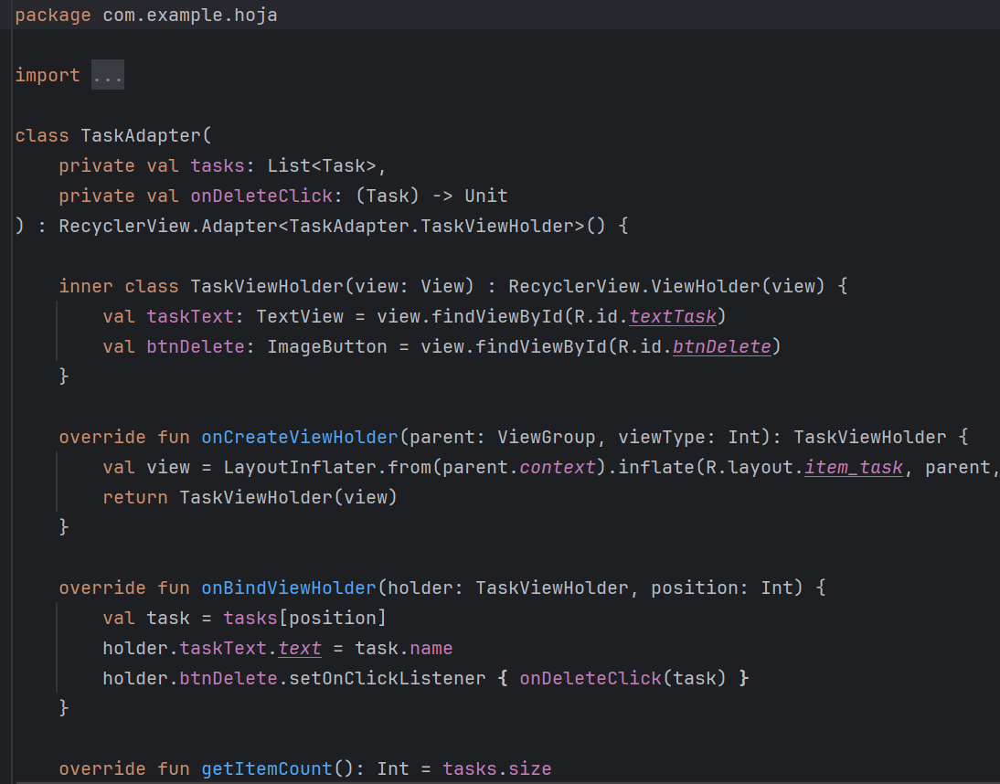 package com.example.hoja
import ...
class TaskAdapter(
    private val tasks: List<Task>,
    private val onDeleteClick: (Task) -> Unit
) : RecyclerView.Adapter<TaskAdapter.TaskViewHolder>() {
    inner class TaskViewHolder(view: View) : RecyclerView.ViewHolder(view) {
        val taskText: TextView = view.findViewById(R.id.textTask)
        val btnDelete: ImageButton = view.findViewById(R.id.btnDelete)
    }
    override fun onCreateViewHolder(parent: ViewGroup, viewType: Int): TaskViewHolder {
        val view = LayoutInflater.from(parent.context).inflate(R.layout.item_task, parent,
        return TaskViewHolder(view)
    }
    override fun onBindViewHolder(holder: TaskViewHolder, position: Int) {
        val task = tasks[position]
        holder.taskText.text = task.name
        holder.btnDelete.setOnClickListener { onDeleteClick(task) }
    }
    override fun getItemCount(): Int = tasks.size